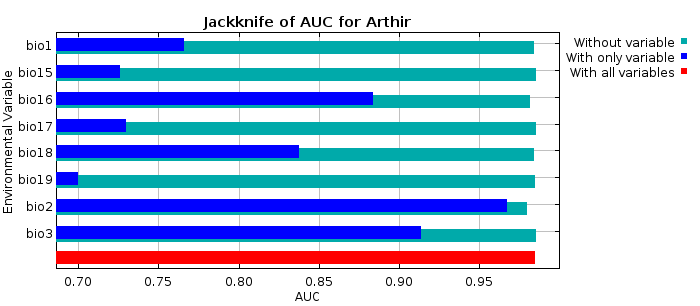 Jackknife of AUC for Arthir
Without variable
With only variable
With all variables
Environmental Variable
bio1
bio15
bio16
bio17
bio18
bio19
bio2
bio3
0.70 0.75 0.80 0.85 0.90 0.95
AUC